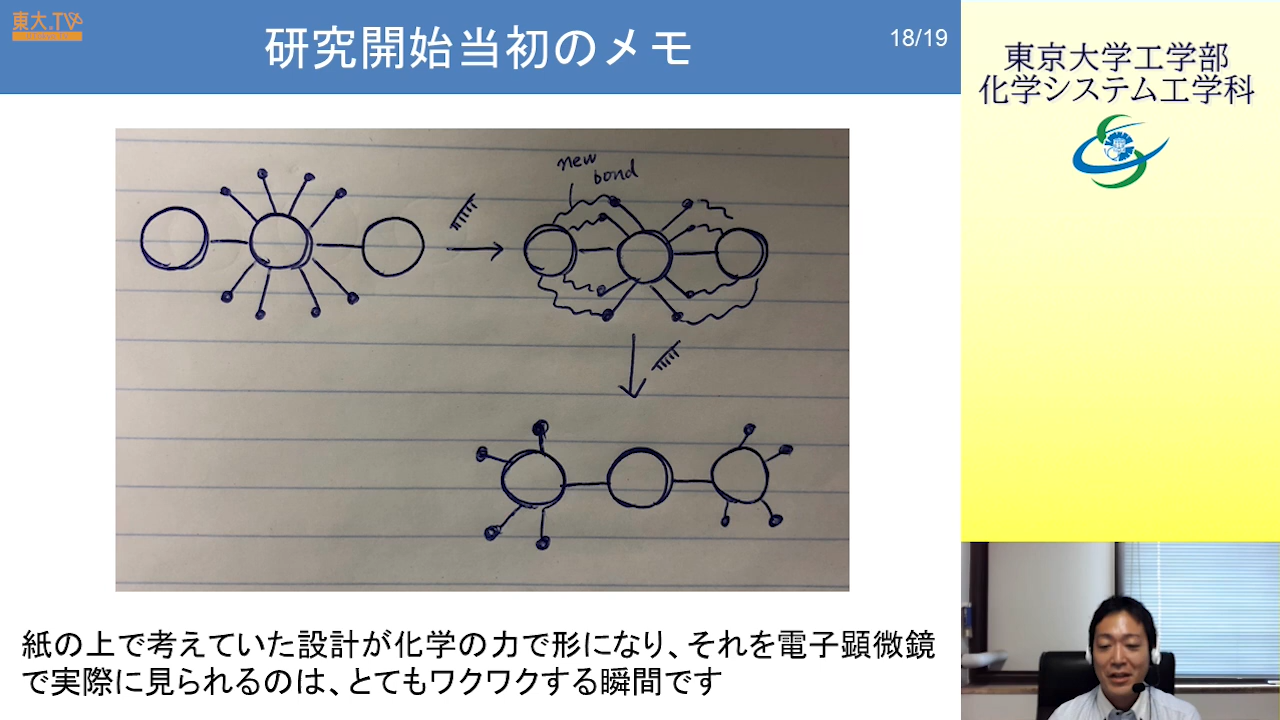 東大.TV
研究開始当初のメモ
18/19
東京大学工学部
化学システム工学科
new
bond
紙の上で考えていた設計が化学の力で形になり、それを電子顕微鏡
で実際に見られるのは、とてもワクワクする瞬間です